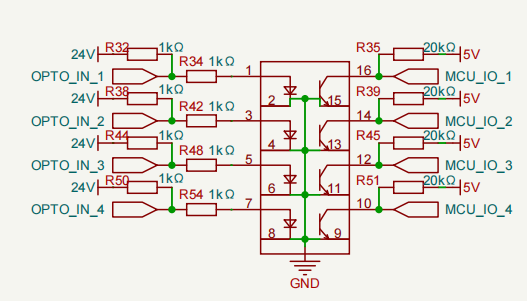 R32 1kΩ R35 20kΩ
24V R34 1kΩ 5V
OPTO_IN_1 1 16 MCU_IO_1
R38 1kΩ 2 15 R39 20kΩ
24V R42 1kΩ 5V
OPTO_IN_2 3 14 MCU_IO_2
R44 1kΩ 4 13 R45 20kΩ
24V R48 1kΩ 5V
OPTO_IN_3 5 12 MCU_IO_3
R50 1kΩ 6 11 R51 20kΩ
24V R54 1kΩ 5V
OPTO_IN_4 7 10 MCU_IO_4
8 9
GND